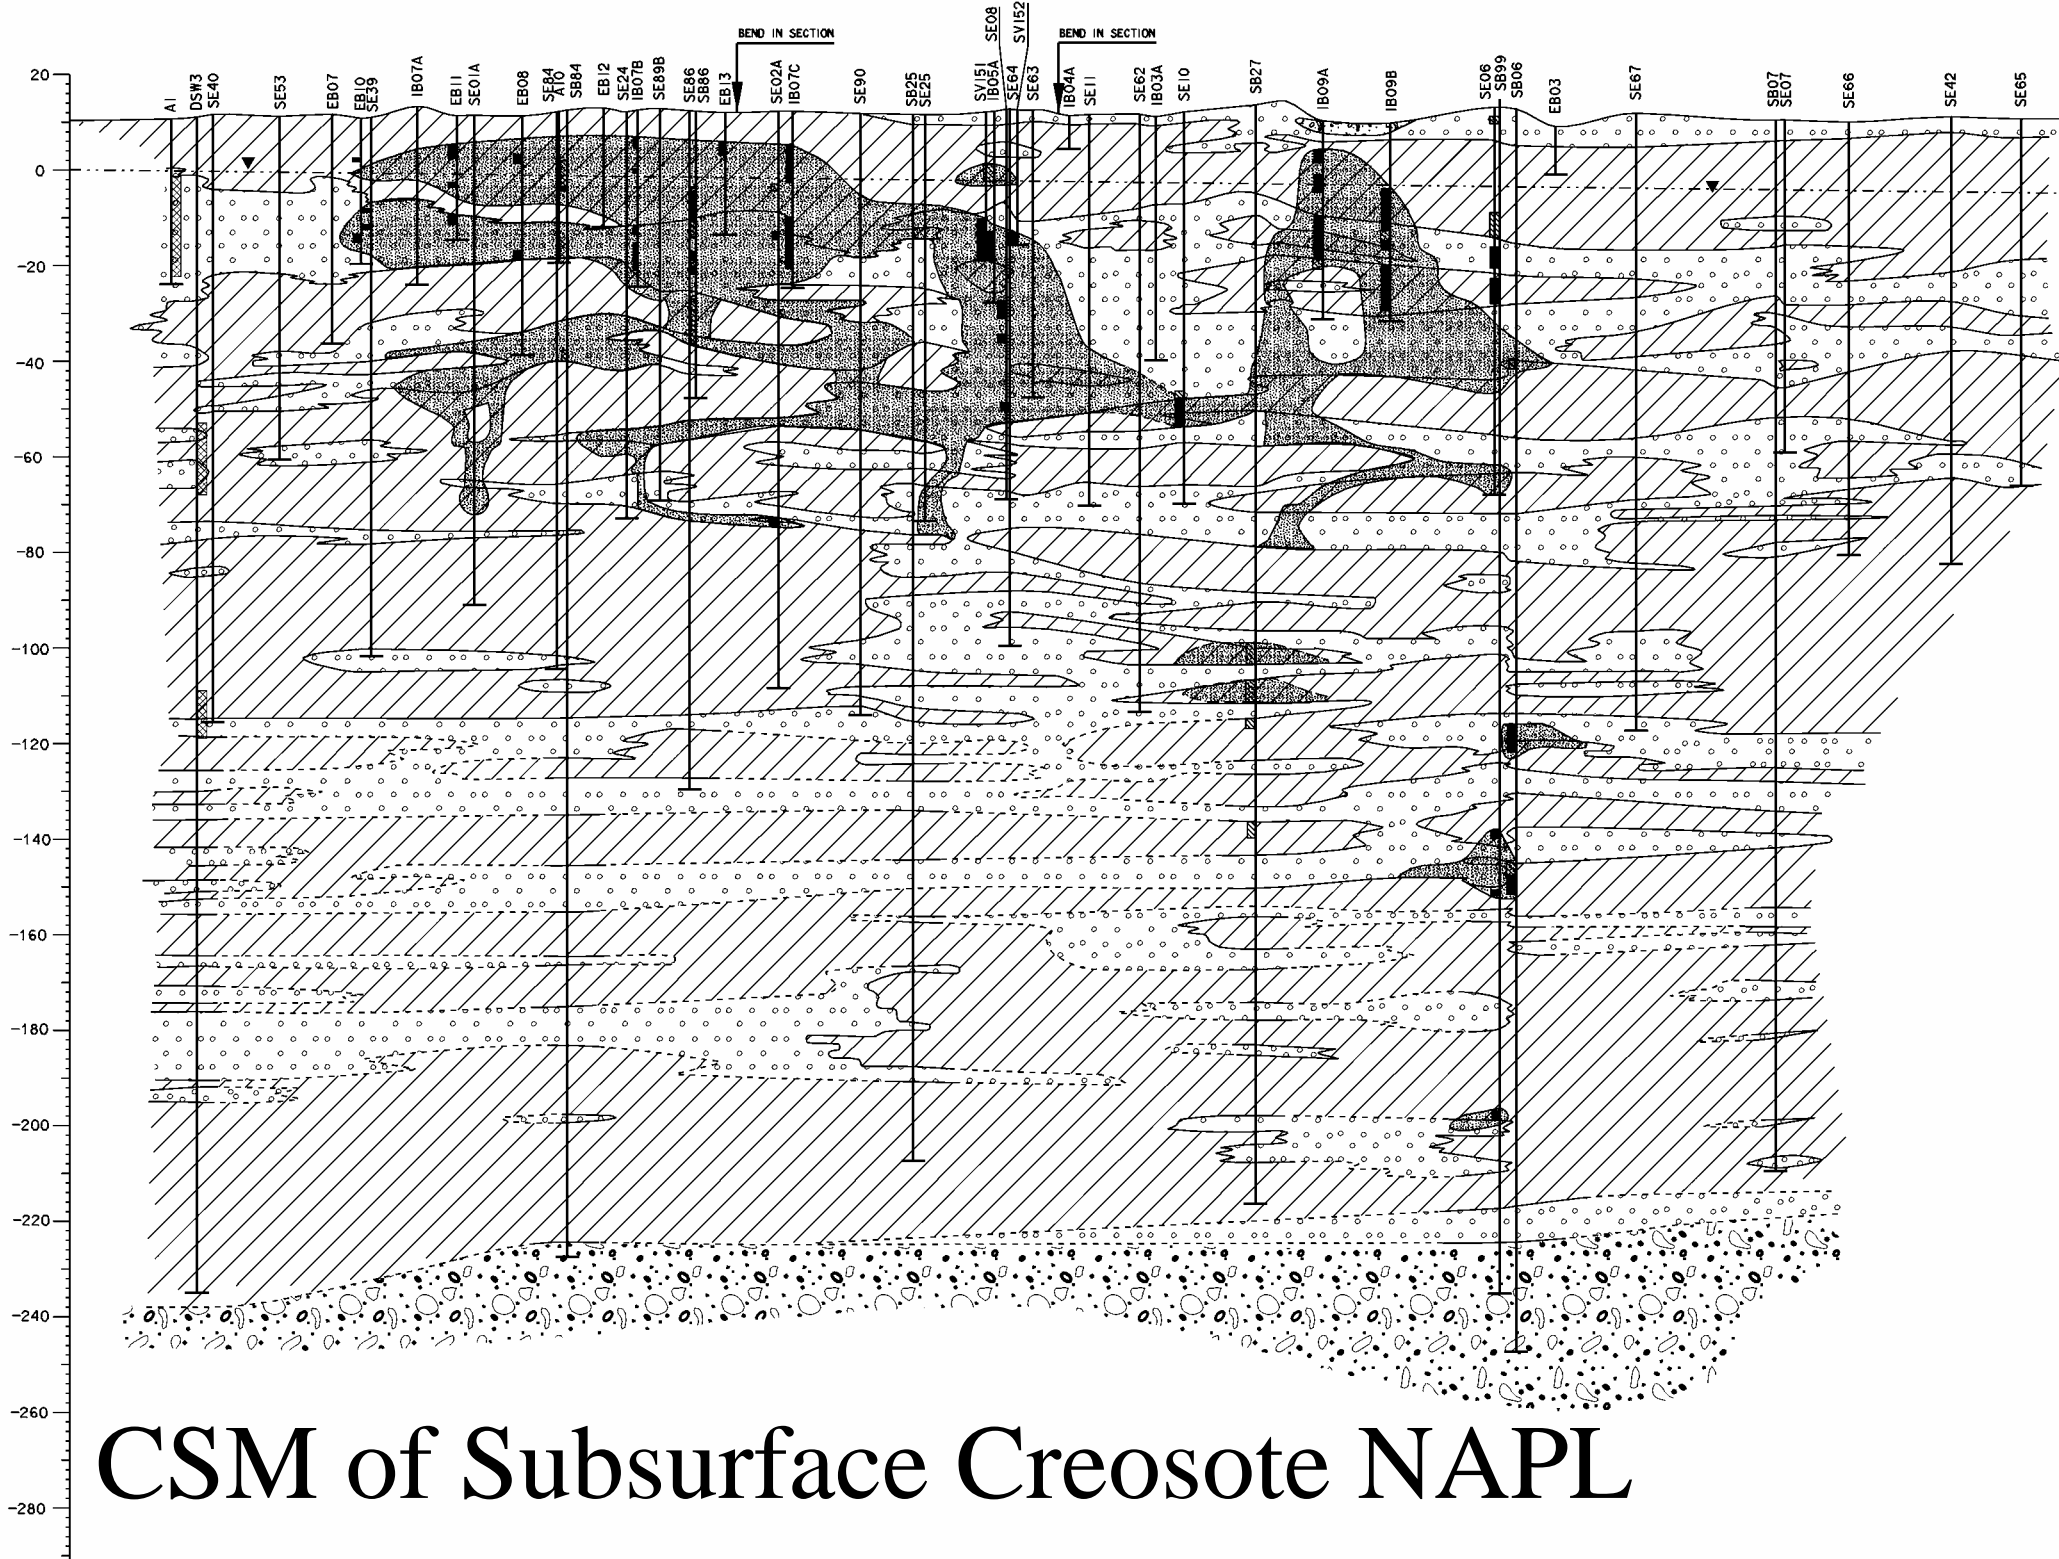 SE08
SV152
BEND IN SECTION
BEND IN SECTION
A1
DSW3
SE40
SE53
EB07
EB10
SE39
IB07A
EB11
SE01A
EB08
SE84
A10
SB84
EB12
SE24
IB07B
SE89B
SE86
SB86
EB13
SE02A
IB07C
SE90
SB25
SE25
SV151
IB05A
SE64
SE63
IB04A
SE11
SE62
IB03A
SE10
SB27
IB09A
IB09B
SE06
SB99
SB06
EB03
SE67
SB07
SE07
SE66
SE42
SE65
20
0
-20
-40
-60
-80
-100
-120
-140
-160
-180
-200
-220
-240
-260
-280
CSM of Subsurface Creosote NAPL